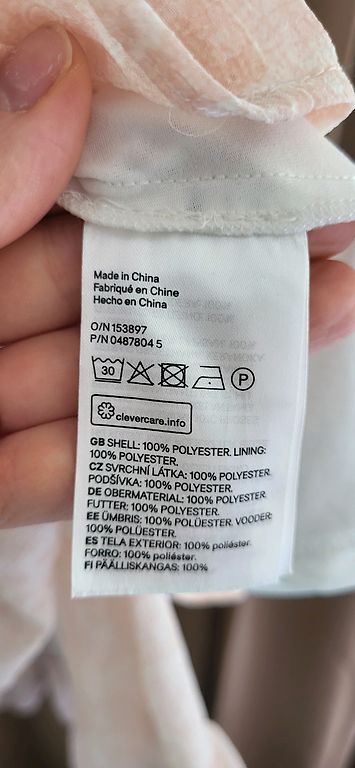 Made in China
Fabriqué en Chine
Hecho en China
O/N 153897
P/N 0487804 5
30
P
clevercare.info
GB SHELL: 100% POLYESTER. LINING:
100% POLYESTER.
CZ SVRCHNÍ LÁTKA: 100% POLYESTER.
PODŠÍVKA: 100% POLYESTER.
DE OBERMATERIAL: 100% POLYESTER.
FUTTER: 100% POLYESTER.
EE ÜMBRIS: 100% POLÜESTER. VOODER:
100% POLÜESTER.
ES TELA EXTERIOR: 100% poliéster.
FORRO: 100% poliéster.
FI PÄÄLLISKANGAS: 100%